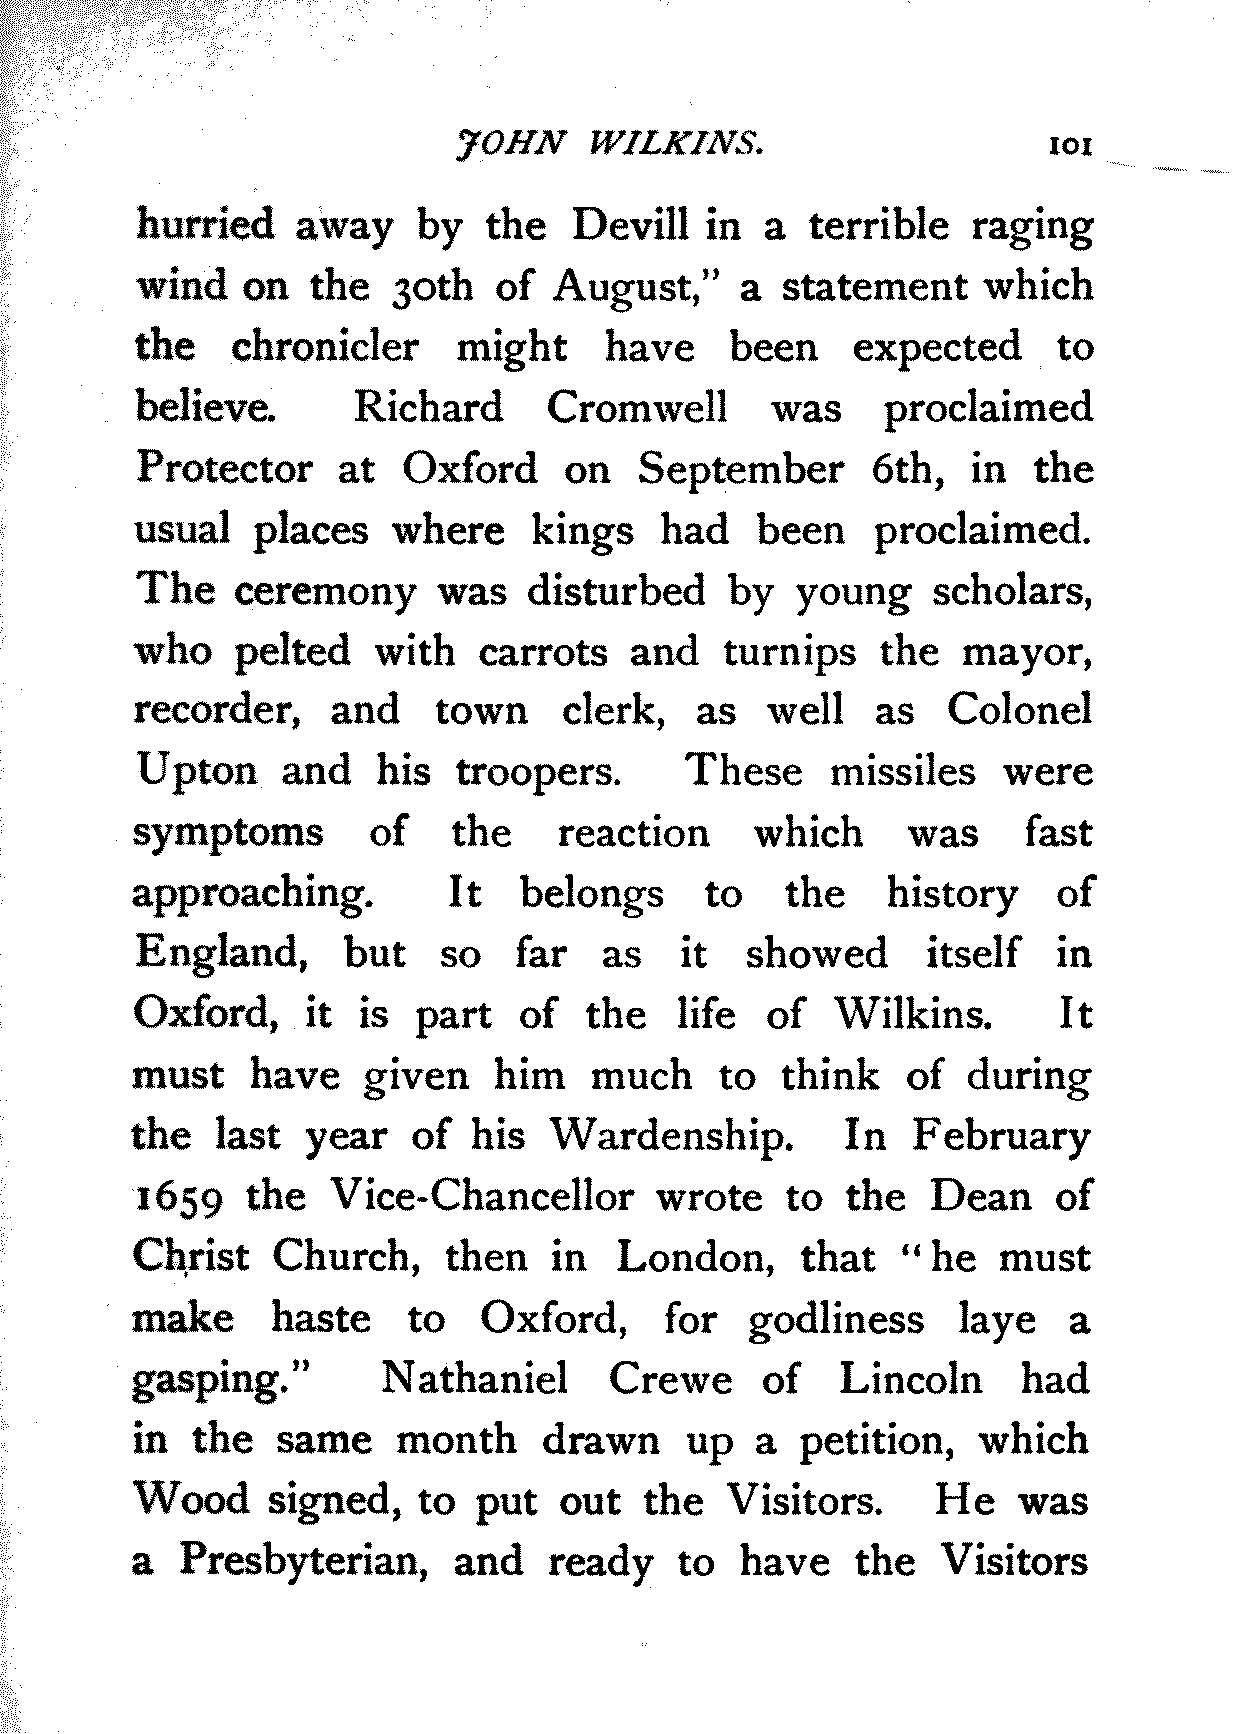 JOHN WILKINS. 101
hurried away by the Devill in a terrible raging
wind on the 30th of August," a statement which
the chronicler might have been expected to
believe. Richard Cromwell was proclaimed
Protector at Oxford on September 6th, in the
usual places where kings had been proclaimed.
The ceremony was disturbed by young scholars,
who pelted with carrots and turnips the mayor,
recorder, and town clerk, as well as Colonel
Upton and his troopers. These missiles were
symptoms of the reaction which was fast
approaching. It belongs to the history of
England, but so far as it showed itself in
Oxford, it is part of the life of Wilkins. It
must have given him much to think of during
the last year of his Wardenship. In February
1659 the Vice-Chancellor wrote to the Dean of
Christ Church, then in London, that "he must
make haste to Oxford, for godliness laye a
gasping." Nathaniel Crewe of Lincoln had
in the same month drawn up a petition, which
Wood signed, to put out the Visitors. He was
a Presbyterian, and ready to have the Visitors